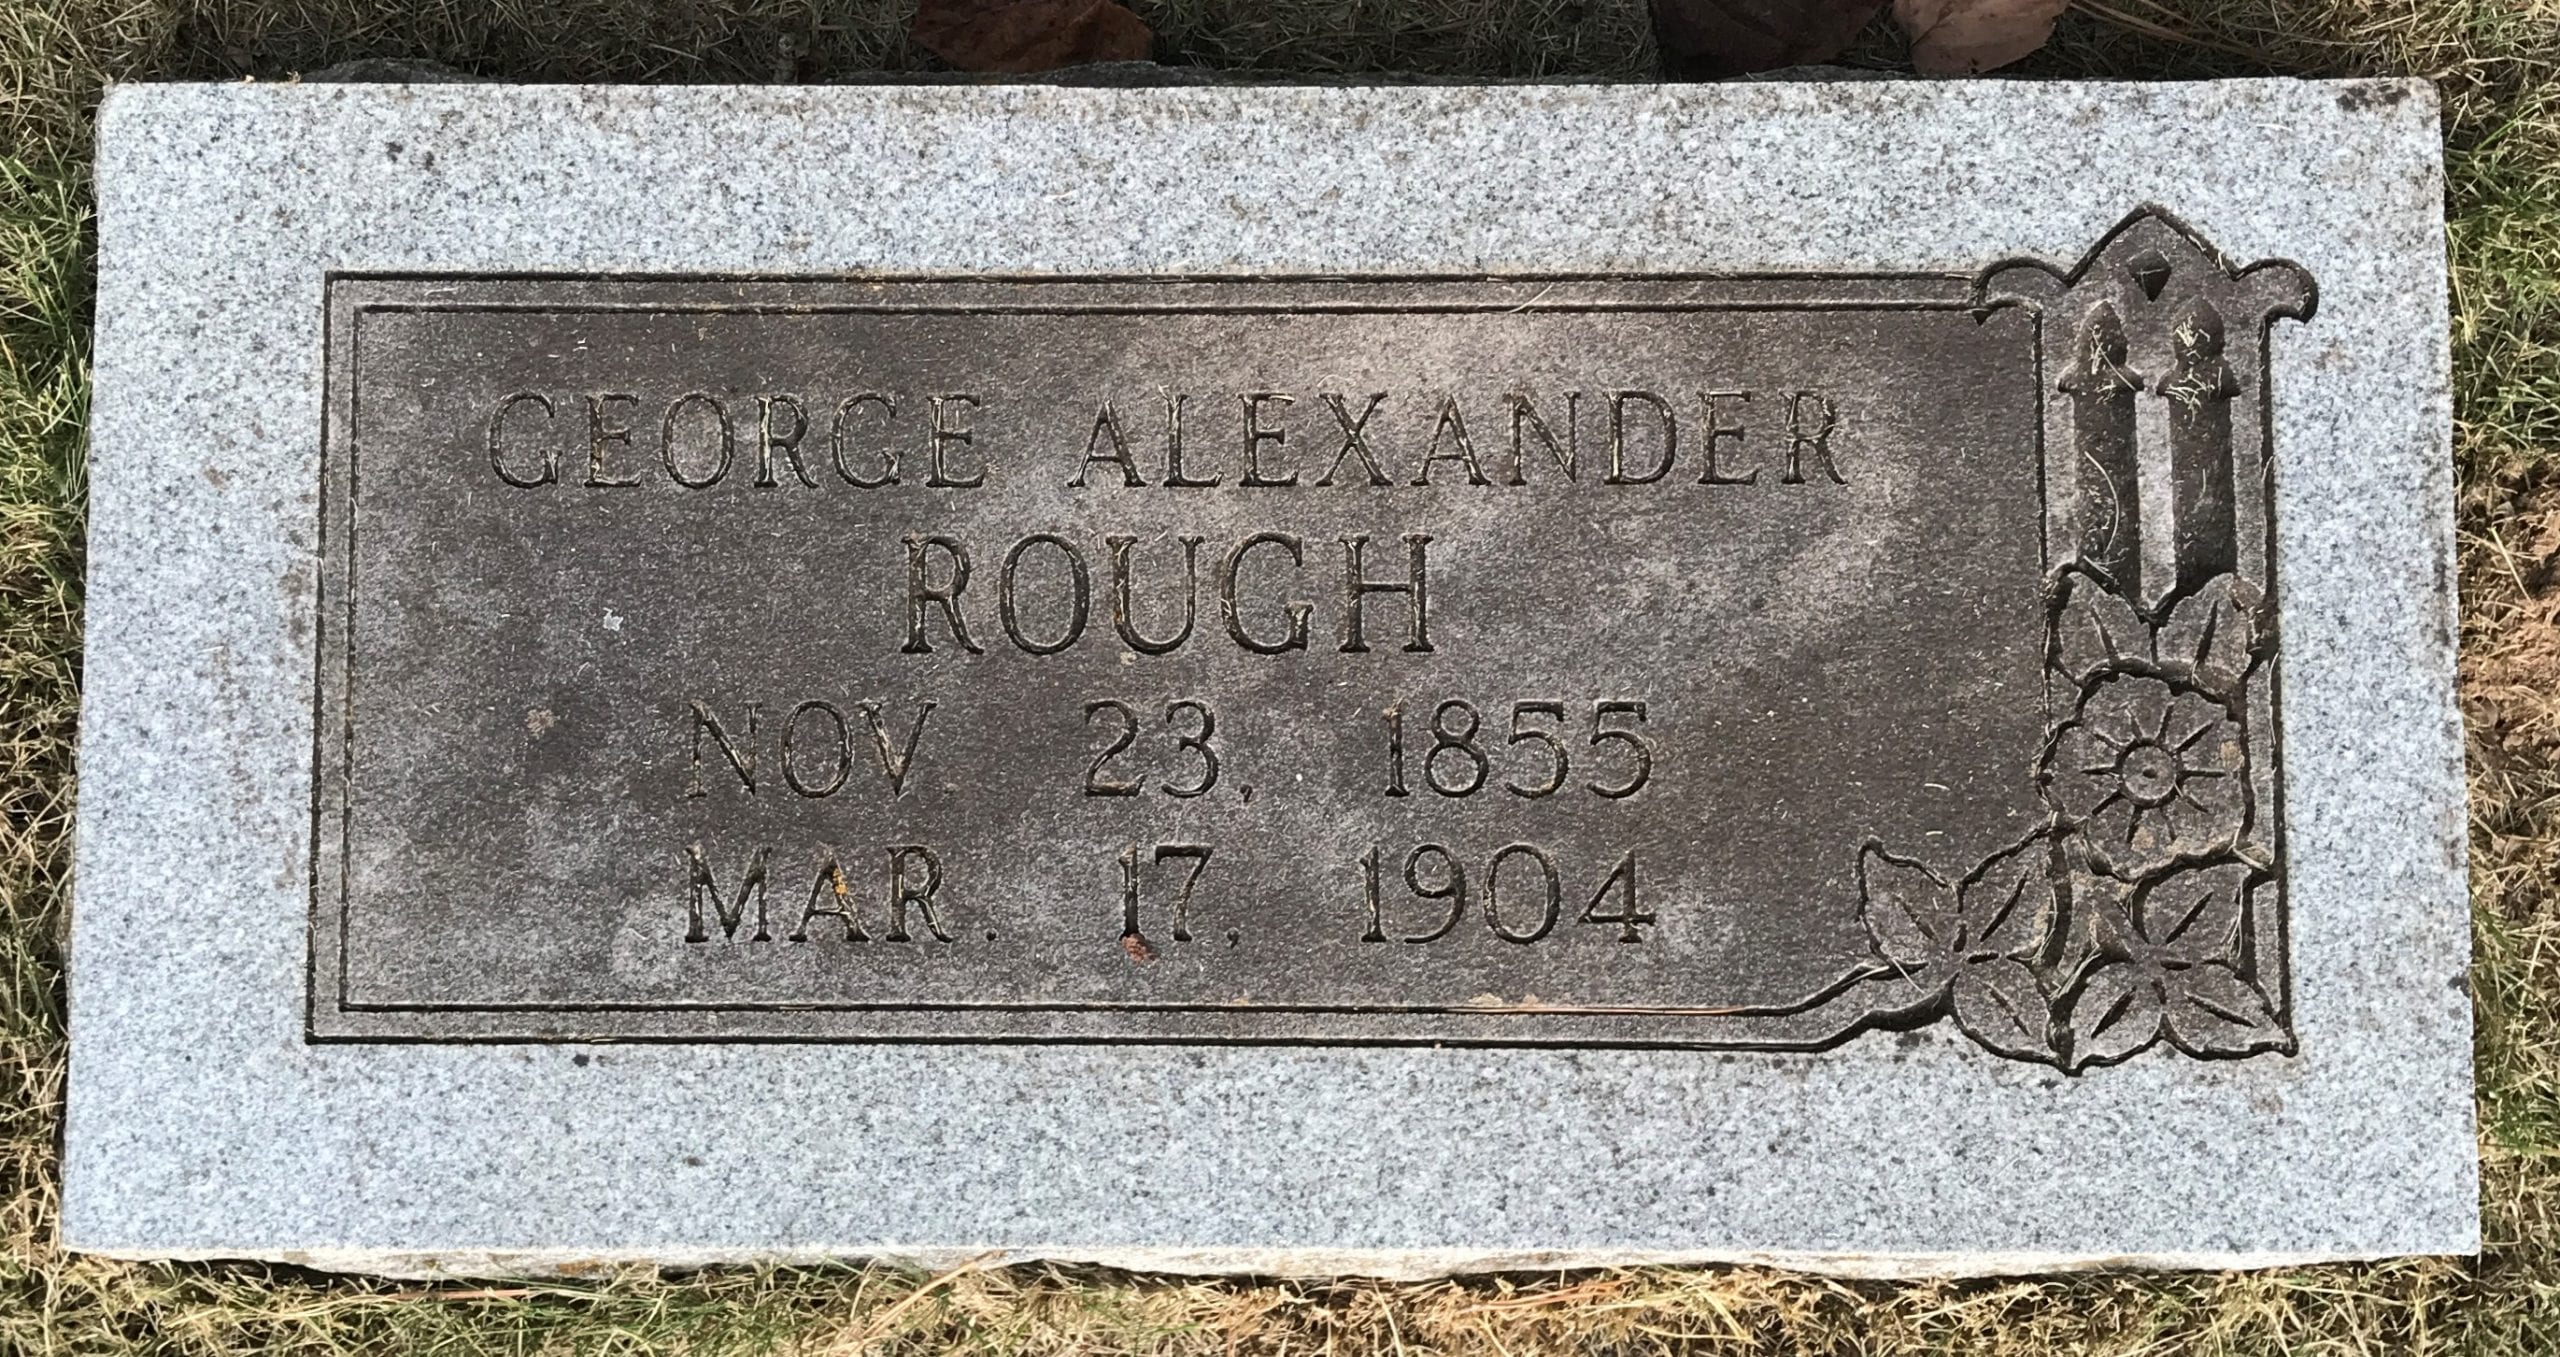 GEORGE ALEXANDER
ROUGH
NOV 23, 1855
MAR. 17, 1904